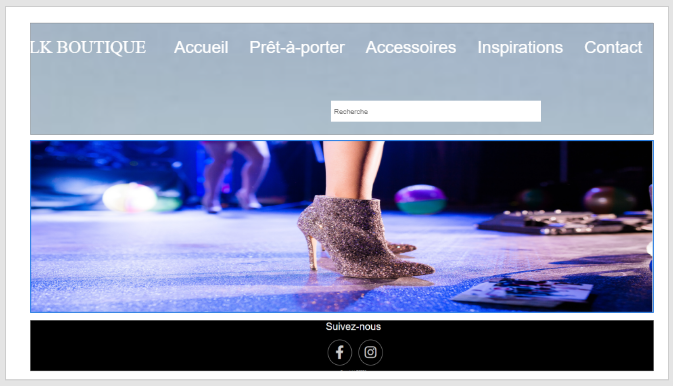 LK BOUTIQUE Accueil Prêt-à-porter Accessoires Inspirations Contact
Recherche
Suivez-nous